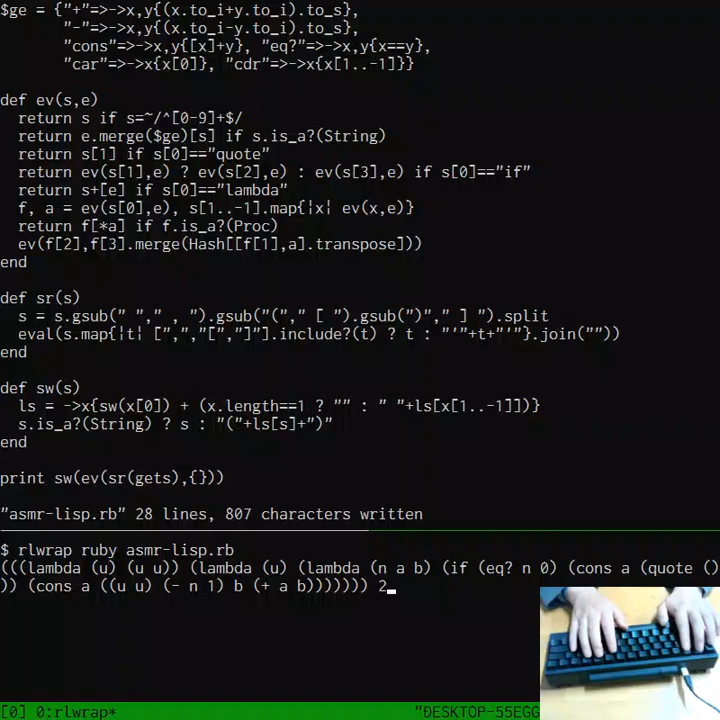 $ge = {"+"=>->x,y{(x.to_i+y.to_i).to_s},
"-"=>->x,y{(x.to_i-y.to_i).to_s},
"cons"=>->x,y{[x]+y}, "eq?"=>->x,y{x==y},
"car"=>->x{x[0]}, "cdr"=>->x{x[1..-1]}}
def ev(s,e)
return s if s=~/^[0-9]+$/
return e.merge($ge)[s] if s.is_a?(String)
return s[1] if s[0]=="quote"
return ev(s[1],e) ? ev(s[2],e) : ev(s[3],e) if s[0]=="if"
return s+[e] if s[0]=="lambda"
f, a = ev(s[0],e), s[1..-1].map{|x| ev(x,e)}
return f[*a] if f.is_a?(Proc)
ev(f[2],f[3].merge(Hash[[f[1],a].transpose]))
end
def sr(s)
s = s.gsub(" "," , ").gsub("("," [ ").gsub(")"," ] ").split
eval(s.map{|t| [",","[","]"].include?(t) ? t : "'"+t+"'"}.join(""))
end
def sw(s)
ls = ->x{sw(x[0]) + (x.length==1 ? "" : " "+ls[x[1..-1]])}
s.is_a?(String) ? s : "("+ls[s]+")"
end
print sw(ev(sr(gets),{}))
"asmr-lisp.rb" 28 lines, 807 characters written
$ rlwrap ruby asmr-lisp.rb
(((lambda (u) (u u)) (lambda (u) (lambda (n a b) (if (eq? n 0) (cons a (quote ()
)) (cons a ((u u) (- n 1) b (+ a b))))))) 2
[0] 0:rlwrap* "DESKTOP-55EGG